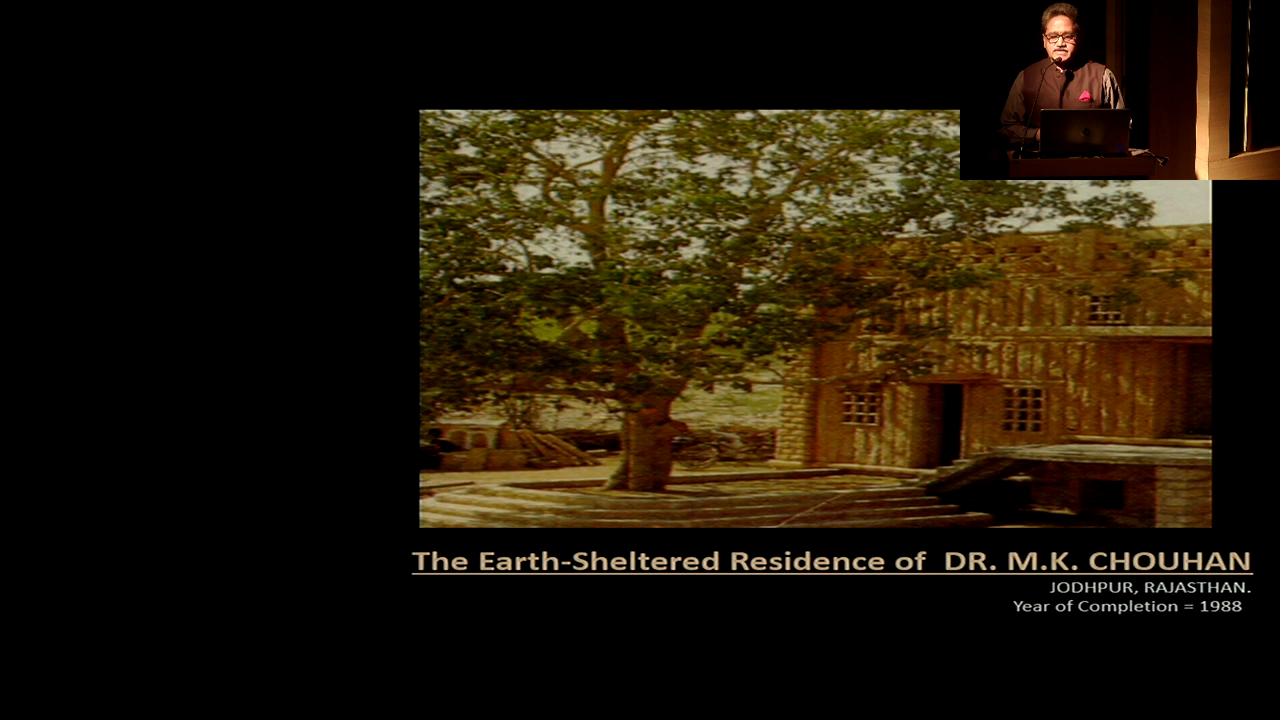 The Earth-Sheltered Residence of DR. M.K. CHOUHAN
JODHPUR, RAJASTHAN.
Year of Completion = 1988